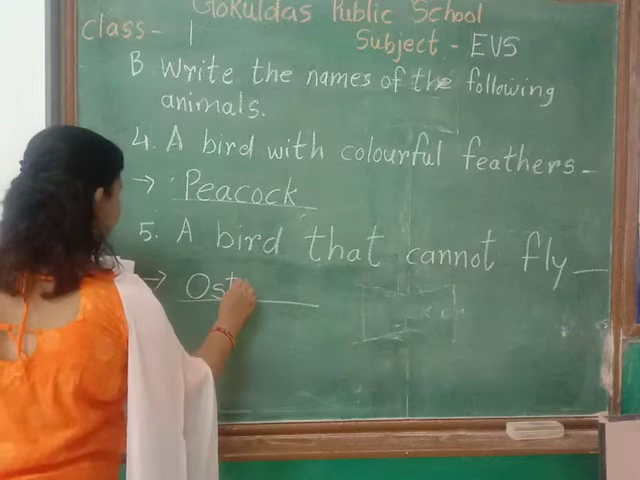 Gokuldas Public School
Class - 1
Subject - EVS
B. Write the names of the following
animals.
4. A bird with colourful feathers -
→ Peacock
5. A bird that cannot fly __
→ Ost